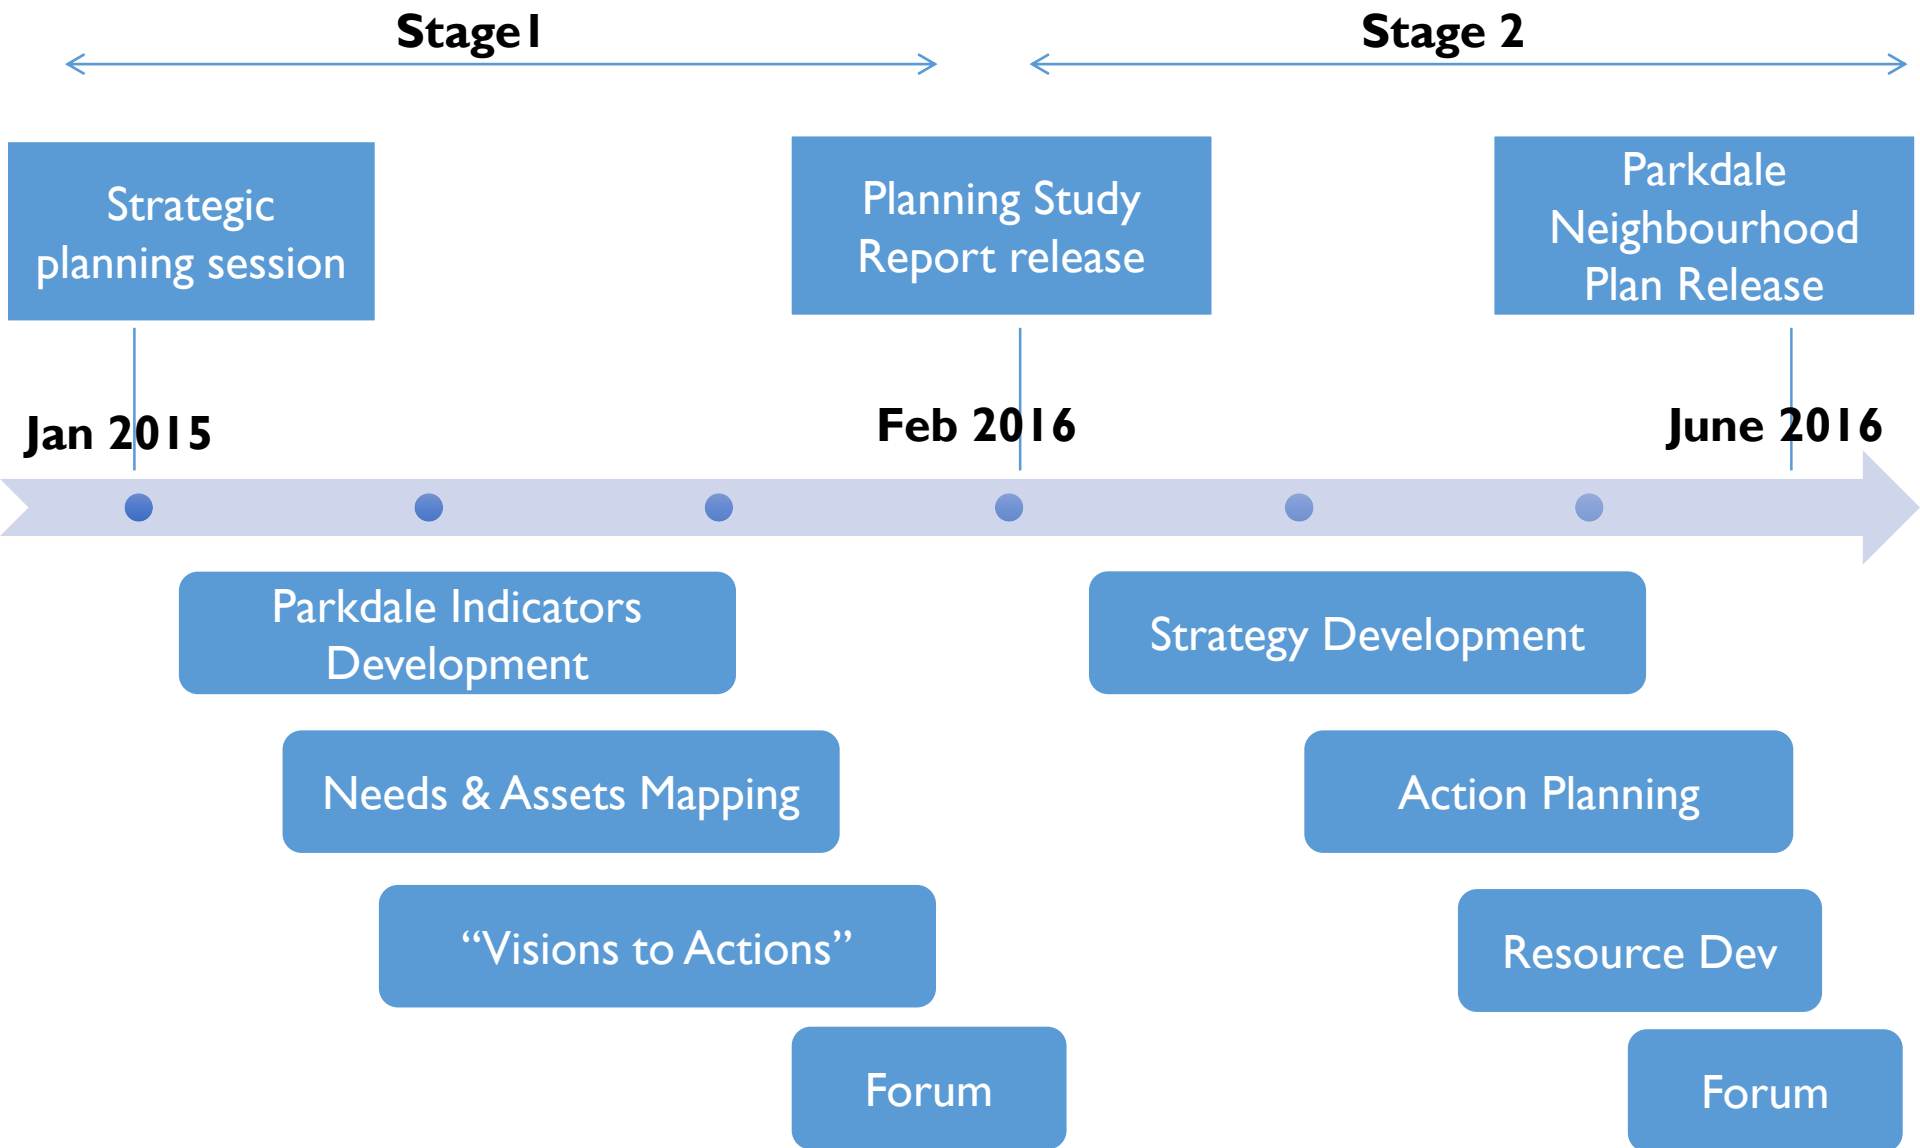 Stage1
Stage 2
Strategic
planning session
Planning Study
Report release
Parkdale
Neighbourhood
Plan Release
Jan 2015
Feb 2016
June 2016
Parkdale Indicators
Development
Strategy Development
Needs & Assets Mapping
Action Planning
“Visions to Actions”
Resource Dev
Forum
Forum